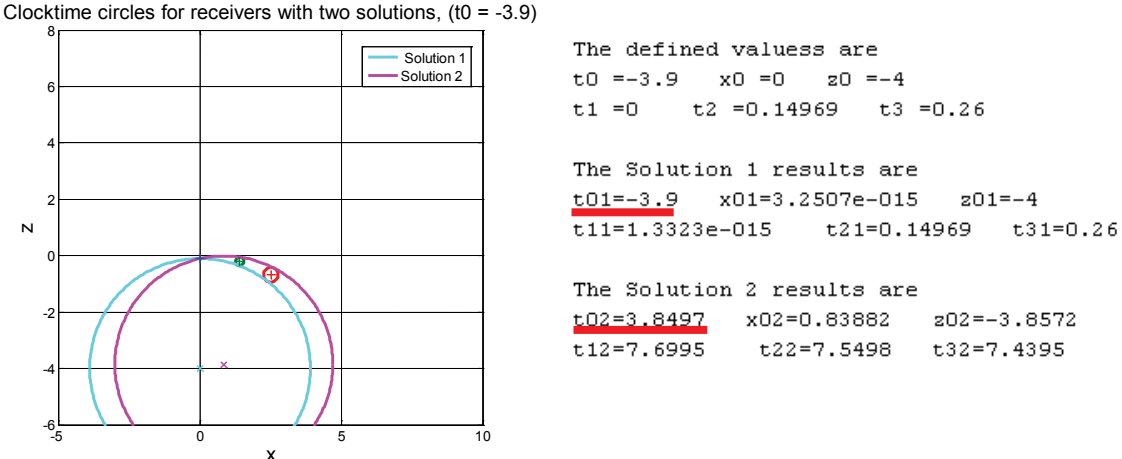 Clocktime circles for receivers with two solutions, (t0 = -3.9)
8
6
4
2
0
-2
-4
-6
-5
0
5
10
Z
X
Solution 1
Solution 2
The defined valuess are
t0 =-3.9 x0 =0 z0 =-4
t1 =0 t2 =0.14969 t3 =0.26
The Solution 1 results are
t01=-3.9 x01=3.2507e-015 z01=-4
t11=1.3323e-015 t21=0.14969 t31=0.26
The Solution 2 results are
t02=3.8497 x02=0.83882 z02=-3.8572
t12=7.6995 t22=7.5498 t32=7.4395